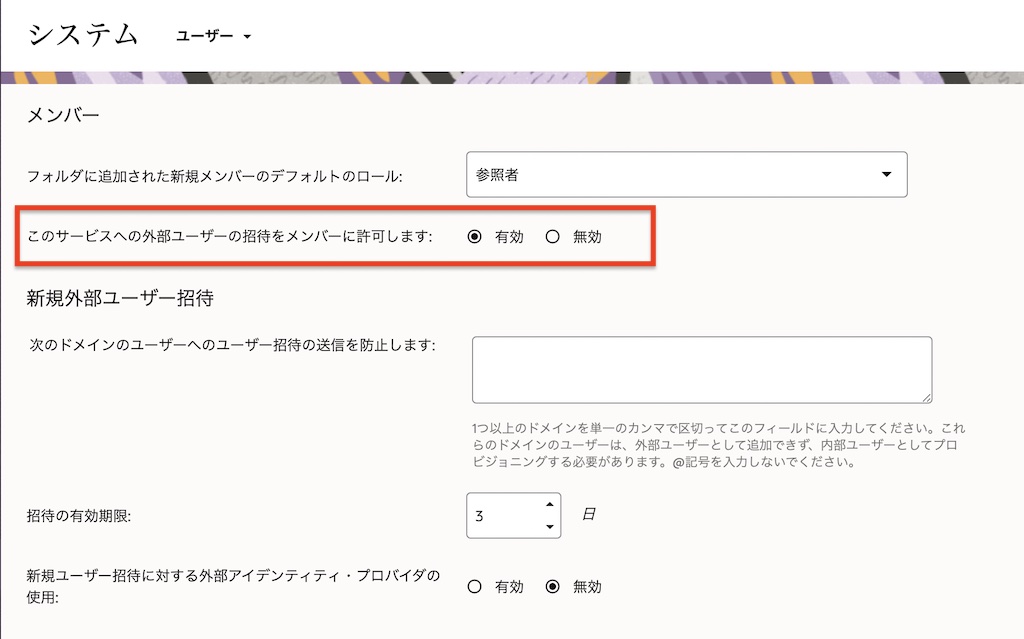 システム ユーザー
メンバー
フォルダに追加された新規メンバーのデフォルトのロール: 参照者
このサービスへの外部ユーザーの招待をメンバーに許可します: 有効 無効
新規外部ユーザー招待
次のドメインのユーザーへのユーザー招待の送信を防止します:
1つ以上のドメインを単一のカンマで区切ってこのフィールドに入力してください。これ
らのドメインのユーザーは、外部ユーザーとして追加できず、内部ユーザーとしてプロ
ビジョニングする必要があります。@記号を入力しないでください。
招待の有効期限: 3 日
新規ユーザー招待に対する外部アイデンティティ・プロバイダの
使用: 有効 無効